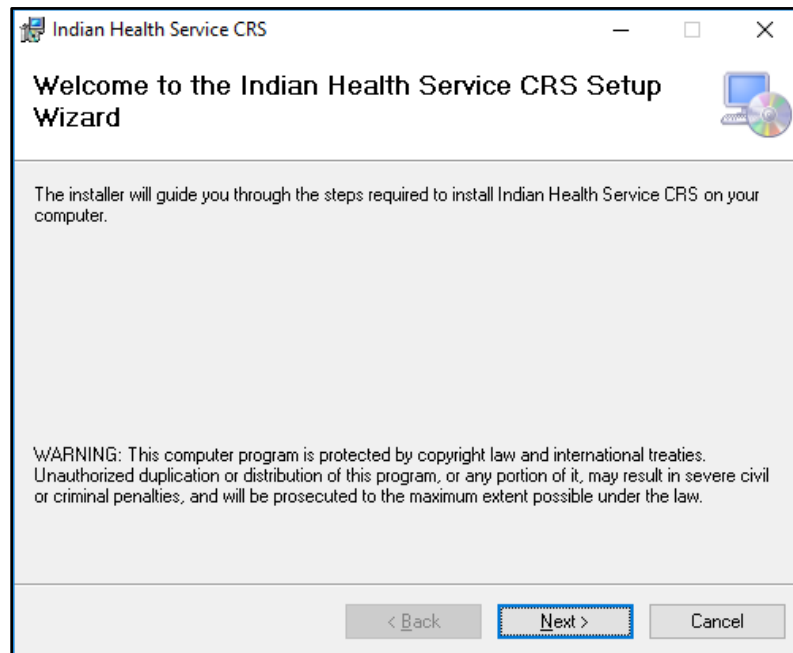 Indian Health Service CRS
Welcome to the Indian Health Service CRS Setup
Wizard
The installer will guide you through the steps required to install Indian Health Service CRS on your
computer.
WARNING: This computer program is protected by copyright law and international treaties.
Unauthorized duplication or distribution of this program, or any portion of it, may result in severe civil
or criminal penalties, and will be prosecuted to the maximum extent possible under the law.
< Back Next > Cancel